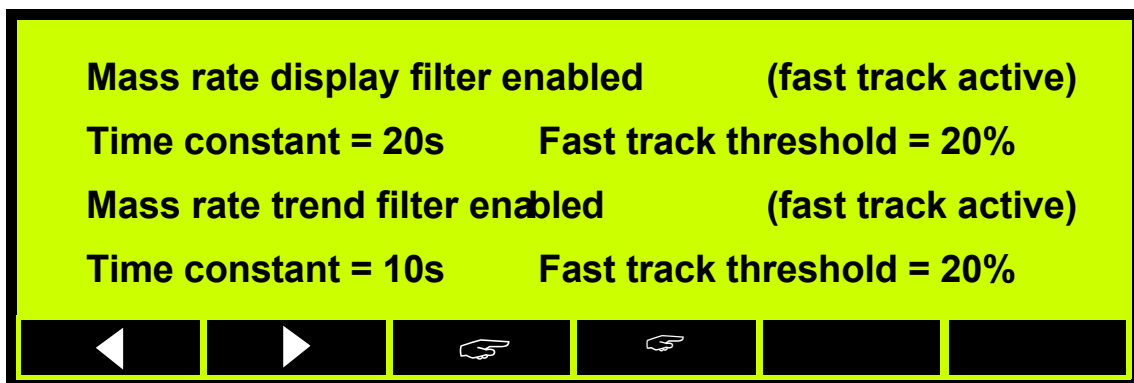 Mass rate display filter enabled (fast track active)
Time constant = 20s Fast track threshold = 20%
Mass rate trend filter enabled (fast track active)
Time constant = 10s Fast track threshold = 20%